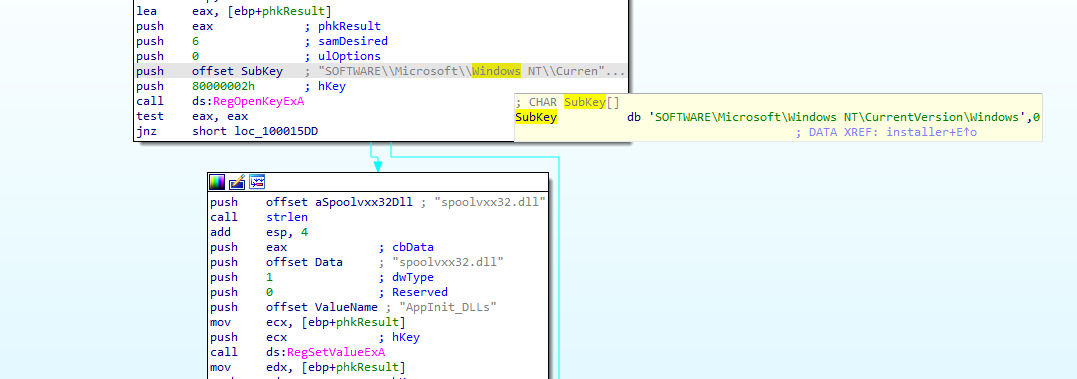 lea     eax, [ebp+phkResult]
push    eax             ; phkResult
push    6               ; samDesired
push    0               ; ulOptions
push    offset SubKey   ; "SOFTWARE\\Microsoft\\Windows NT\\Curren"...
push    80000002h       ; hKey
call    ds:RegOpenKeyExA
test    eax, eax
jnz     short loc_100015DD
; CHAR SubKey[]
SubKey          db 'SOFTWARE\Microsoft\Windows NT\CurrentVersion\Windows',0
; DATA XREF: installer+E↑o
push    offset aSpoolvxx32Dll ; "spoolvxx32.dll"
call    strlen
add     esp, 4
push    eax             ; cbData
push    offset Data     ; "spoolvxx32.dll"
push    1               ; dwType
push    0               ; Reserved
push    offset ValueName ; "AppInit_DLLs"
mov     ecx, [ebp+phkResult]
push    ecx             ; hKey
call    ds:RegSetValueExA
mov     edx, [ebp+phkResult]